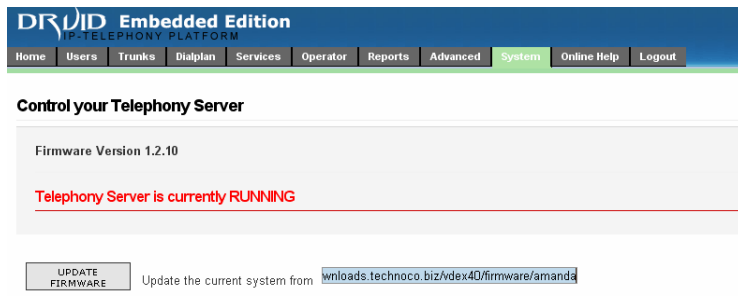 DRUID Embedded Edition
IP-TELEPHONY PLATFORM
Home Users Trunks Dialplan Services Operator Reports Advanced System Online Help Logout
Control your Telephony Server
Firmware Version 1.2.10
Telephony Server is currently RUNNING
UPDATE
FIRMWARE
Update the current system from wnloads.technoco.biz/vdex40/firmware/amanda